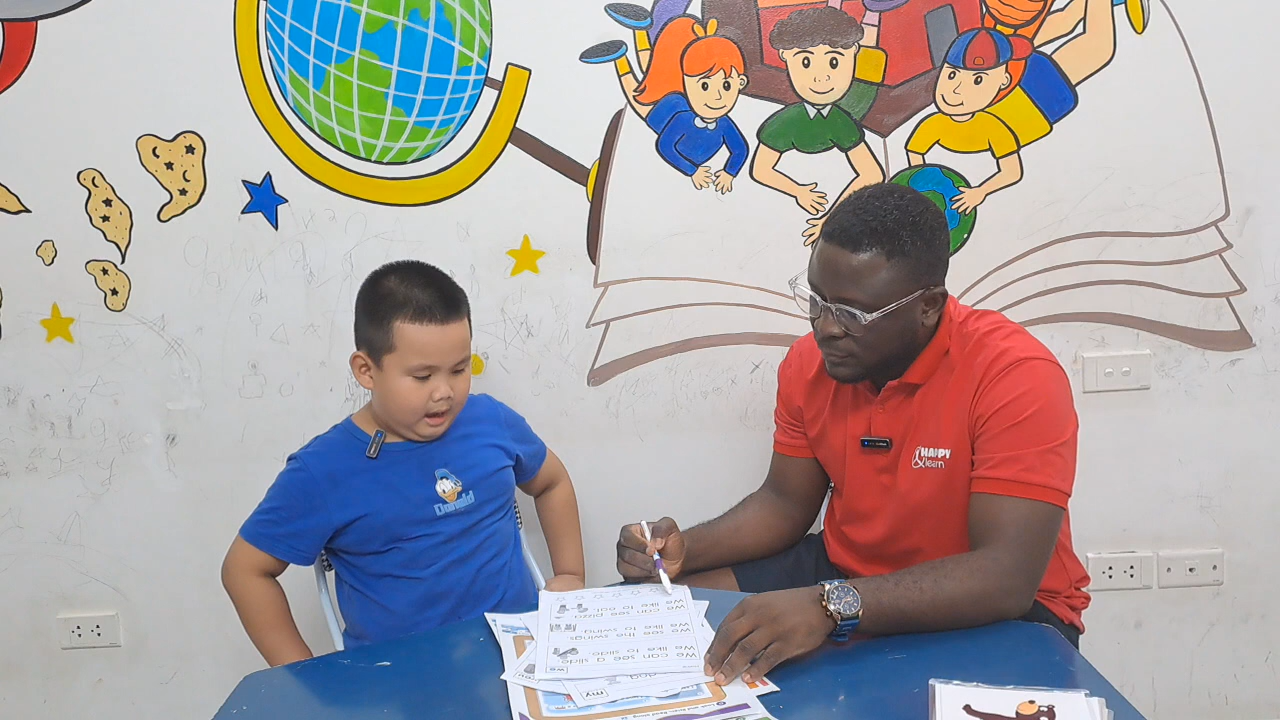 HAPPY
& learn
Donald
we
We can see a slide.
We like to slide.
We see the swings.
We like to swing.
We can see pizza.
We like to eat.
my